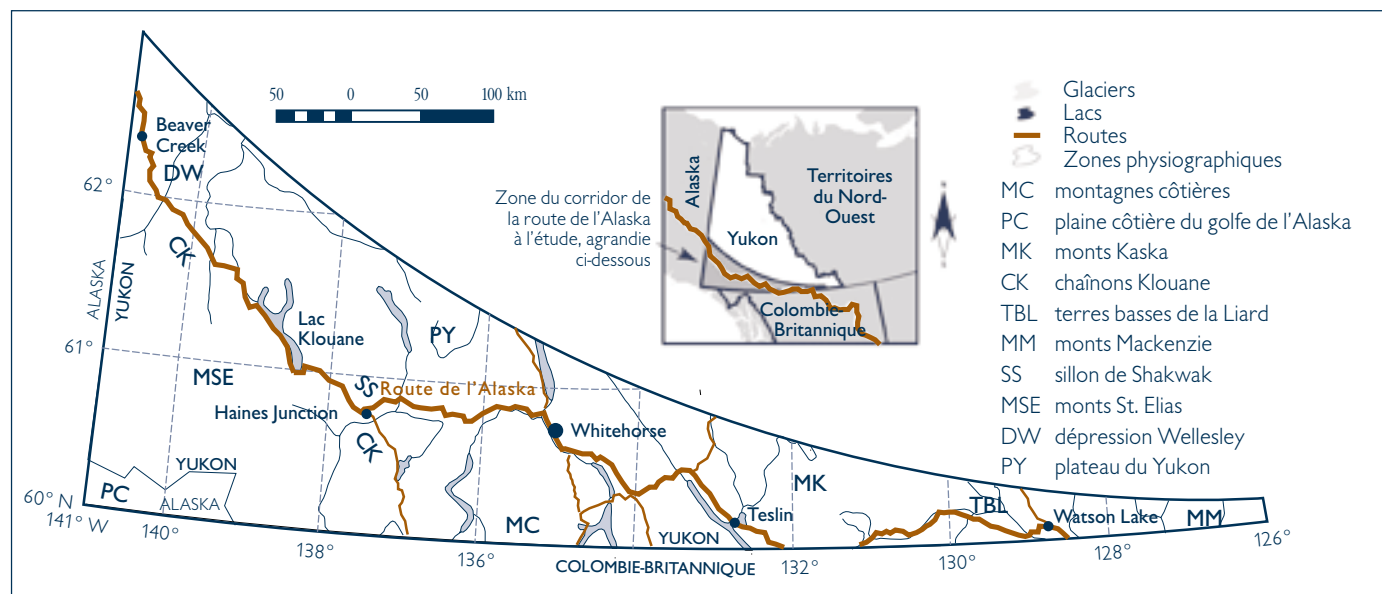 50 0 50 100 km
Glaciers
Lacs
Routes
Zones physiographiques
MC montagnes côtières
PC plaine côtière du golfe de l'Alaska
MK monts Kaska
CK chaînons Klouane
TBL terres basses de la Liard
MM monts Mackenzie
SS sillon de Shakwak
MSE monts St. Elias
DW dépression Wellesley
PY plateau du Yukon
Zone du corridor de
la route de l'Alaska
à l'étude, agrandie
ci-dessous
Alaska
Territoires
du Nord-
Ouest
Yukon
Colombie-
Britannique
Beaver
Creek
DW
62°
CK
ALASKA
YUKON
Lac
Klouane
PY
61°
MSE
SS
Route de l'Alaska
Haines Junction
CK
Whitehorse
YUKON
ALASKA
PC
60° N
141° W
140°
138°
136°
MC
YUKON
COLOMBIE-BRITANNIQUE
Teslin
MK
132°
TBL
Watson Lake
MM
130°
128°
126°